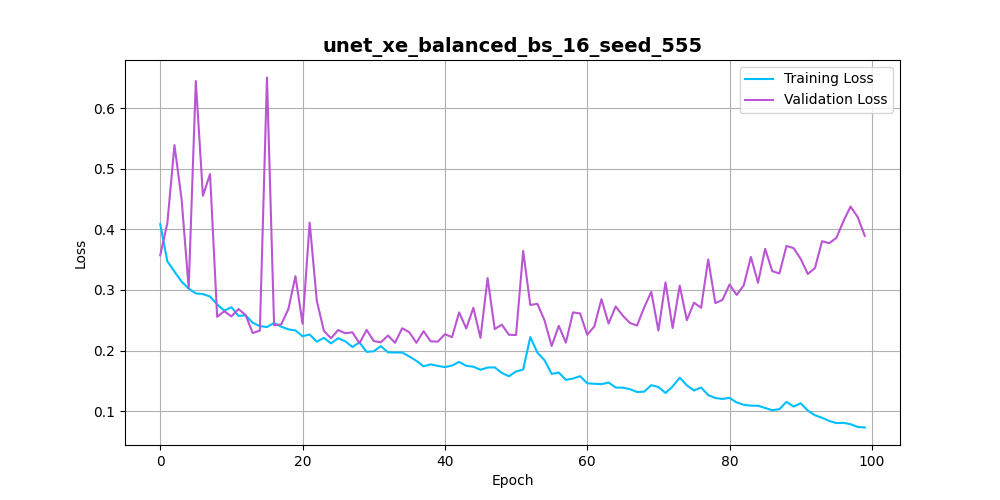 unet_xe_balanced_bs_16_seed_555
Training Loss
Validation Loss
0.6
0.5
0.4
0.3
0.2
0.1
Loss
0 20 40 60 80 100
Epoch